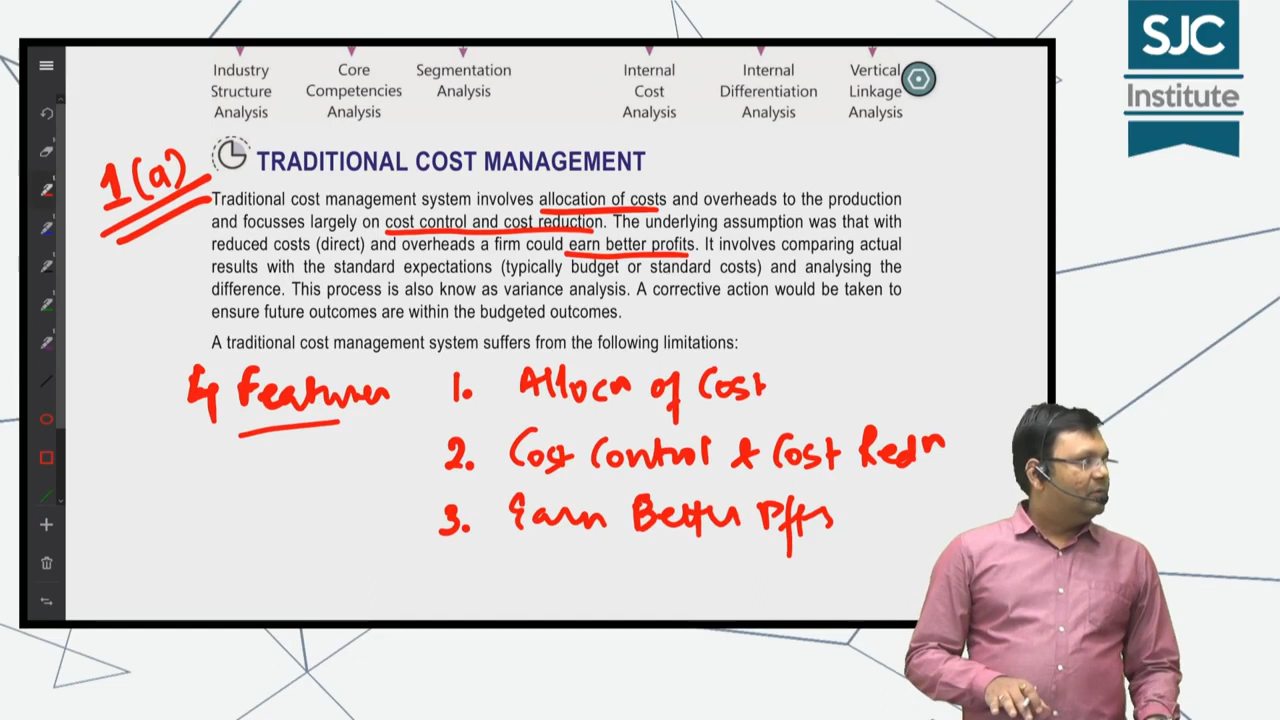 SJC
Institute
Industry Structure Analysis
Core Competencies Analysis
Segmentation Analysis
Internal Cost Analysis
Internal Differentiation Analysis
Vertical Linkage Analysis
1(a)
TRADITIONAL COST MANAGEMENT
Traditional cost management system involves allocation of costs and overheads to the production
and focusses largely on cost control and cost reduction. The underlying assumption was that with
reduced costs (direct) and overheads a firm could earn better profits. It involves comparing actual
results with the standard expectations (typically budget or standard costs) and analysing the
difference. This process is also know as variance analysis. A corrective action would be taken to
ensure future outcomes are within the budgeted outcomes.
A traditional cost management system suffers from the following limitations:
Features
1. Allocn of Cost
2. Cost Control & Cost Redn
3. Earn Better